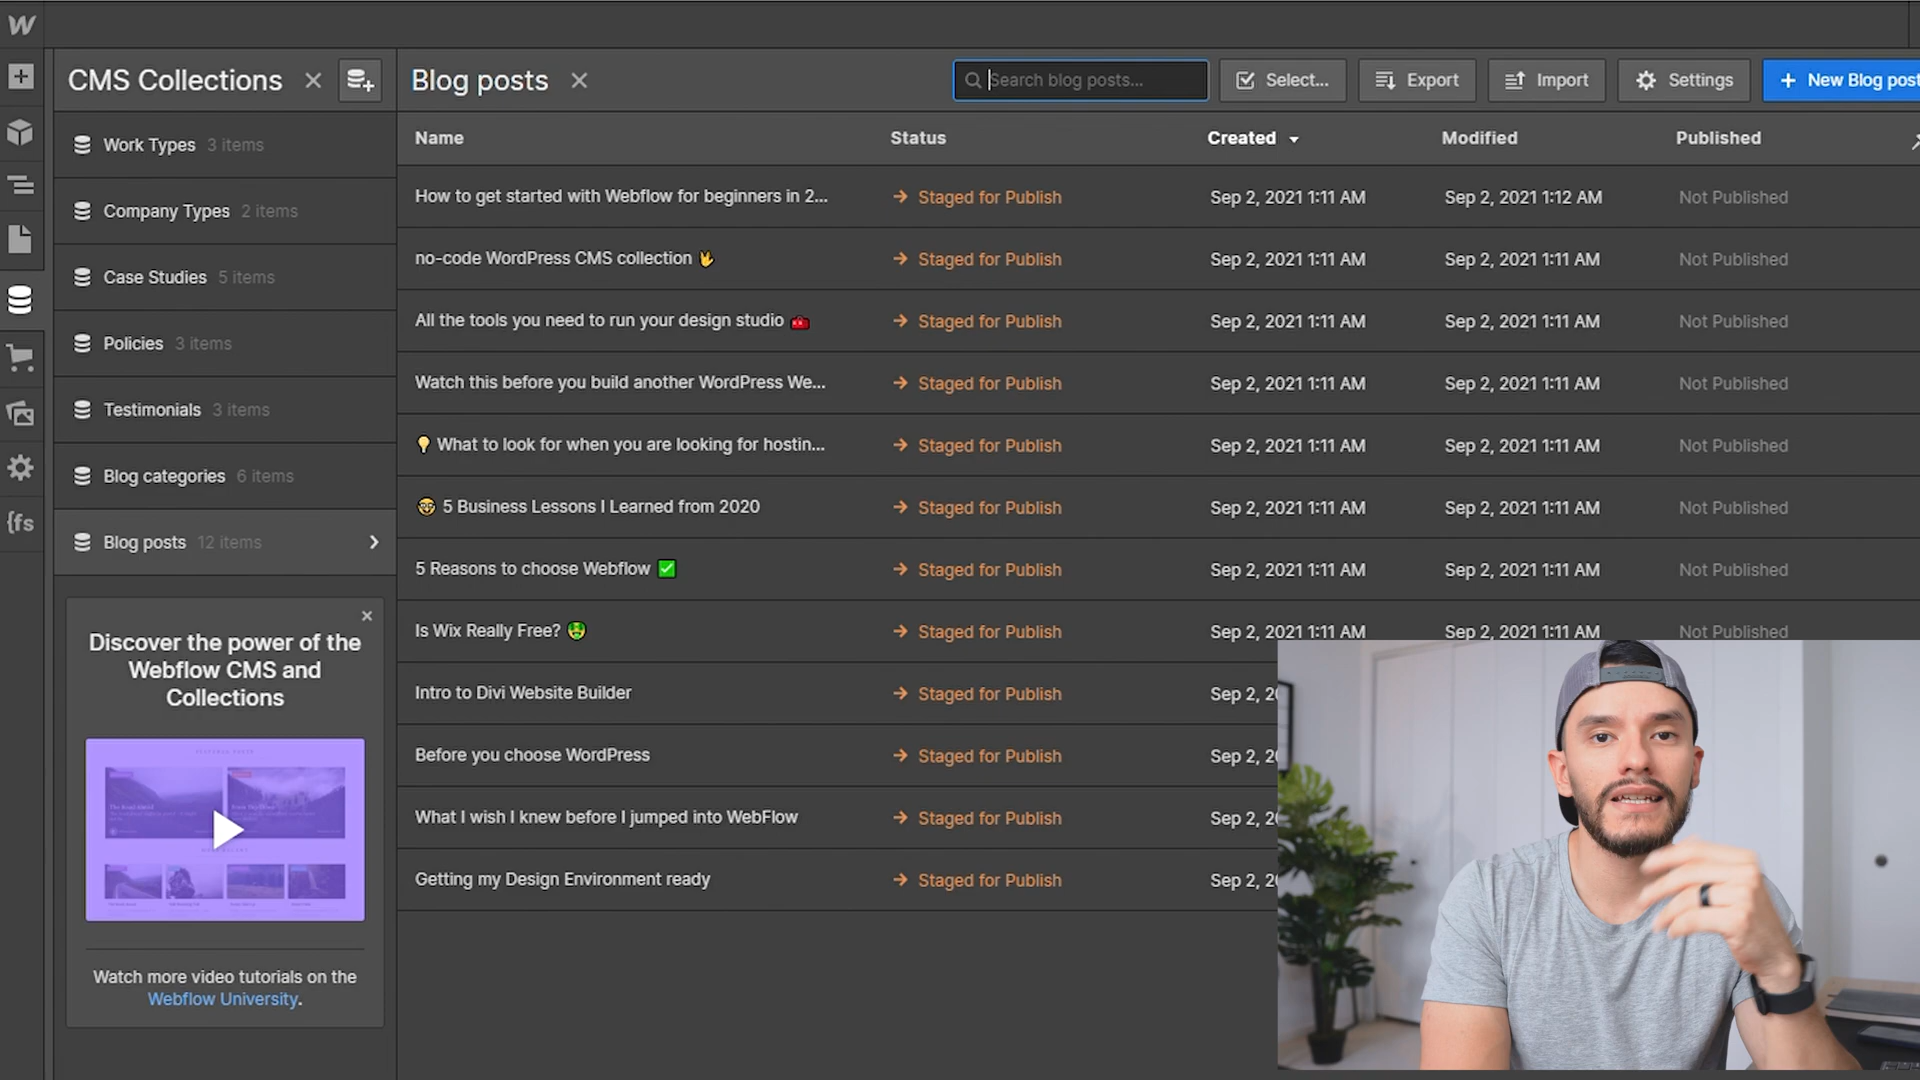 CMS Collections
Blog posts
Search blog posts...
Select...
Export
Import
Settings
New Blog post
Work Types 3 items
Company Types 2 items
Case Studies 5 items
Policies 3 items
Testimonials 3 items
Blog categories 6 items
Blog posts 12 items
{fs
Discover the power of the
Webflow CMS and
Collections
Watch more video tutorials on the
Webflow University.
Name Status Created Modified Published
How to get started with Webflow for beginners in 2... Staged for Publish Sep 2, 2021 1:11 AM Sep 2, 2021 1:12 AM Not Published
no-code WordPress CMS collection 🖖 Staged for Publish Sep 2, 2021 1:11 AM Sep 2, 2021 1:11 AM Not Published
All the tools you need to run your design studio 🧰 Staged for Publish Sep 2, 2021 1:11 AM Sep 2, 2021 1:11 AM Not Published
Watch this before you build another WordPress We... Staged for Publish Sep 2, 2021 1:11 AM Sep 2, 2021 1:11 AM Not Published
💡 What to look for when you are looking for hostin... Staged for Publish Sep 2, 2021 1:11 AM Sep 2, 2021 1:11 AM Not Published
🤓 5 Business Lessons I Learned from 2020 Staged for Publish Sep 2, 2021 1:11 AM Sep 2, 2021 1:11 AM Not Published
5 Reasons to choose Webflow ✅ Staged for Publish Sep 2, 2021 1:11 AM Sep 2, 2021 1:11 AM Not Published
Is Wix Really Free? 🤑 Staged for Publish Sep 2, 2021 1:11 AM Sep 2, 2021 1:11 AM Not Published
Intro to Divi Website Builder Staged for Publish Sep 2, 20
Before you choose WordPress Staged for Publish Sep 2, 20
What I wish I knew before I jumped into WebFlow Staged for Publish Sep 2, 20
Getting my Design Environment ready Staged for Publish Sep 2, 20